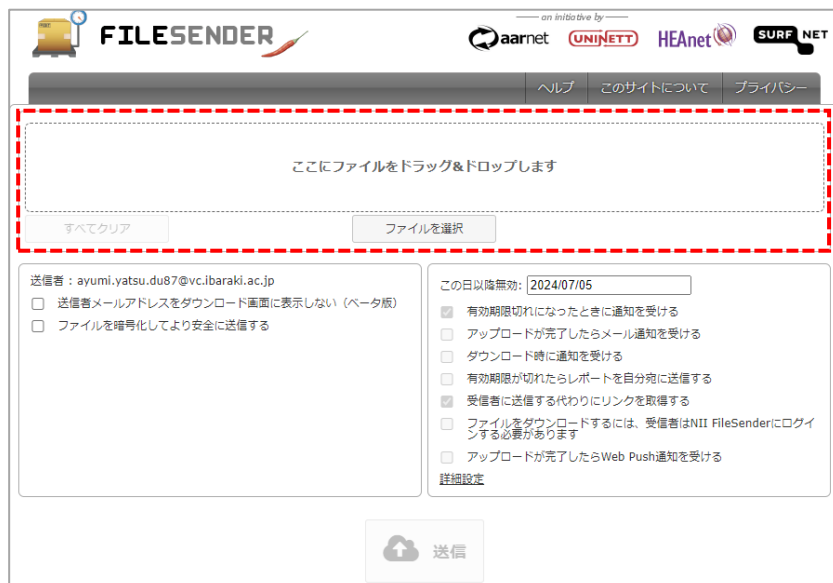 FILESENDER
an initiative by
aarnet UNINETT HEAnet SURF NET
ヘルプ このサイトについて プライバシー
ここにファイルをドラッグ&ドロップします
すべてクリア ファイルを選択
送信者 : ayumi.yatsu.du87@vc.ibaraki.ac.jp
送信者メールアドレスをダウンロード画面に表示しない（ベータ版）
ファイルを暗号化してより安全に送信する
この日以降無効: 2024/07/05
有効期限切れになったときに通知を受ける
アップロードが完了したらメール通知を受ける
ダウンロード時に通知を受ける
有効期限が切れたらレポートを自分宛に送信する
受信者に送信する代わりにリンクを取得する
ファイルをダウンロードするには、受信者はNII FileSenderにログイ
ンする必要があります
アップロードが完了したらWeb Push通知を受ける
詳細設定
送信